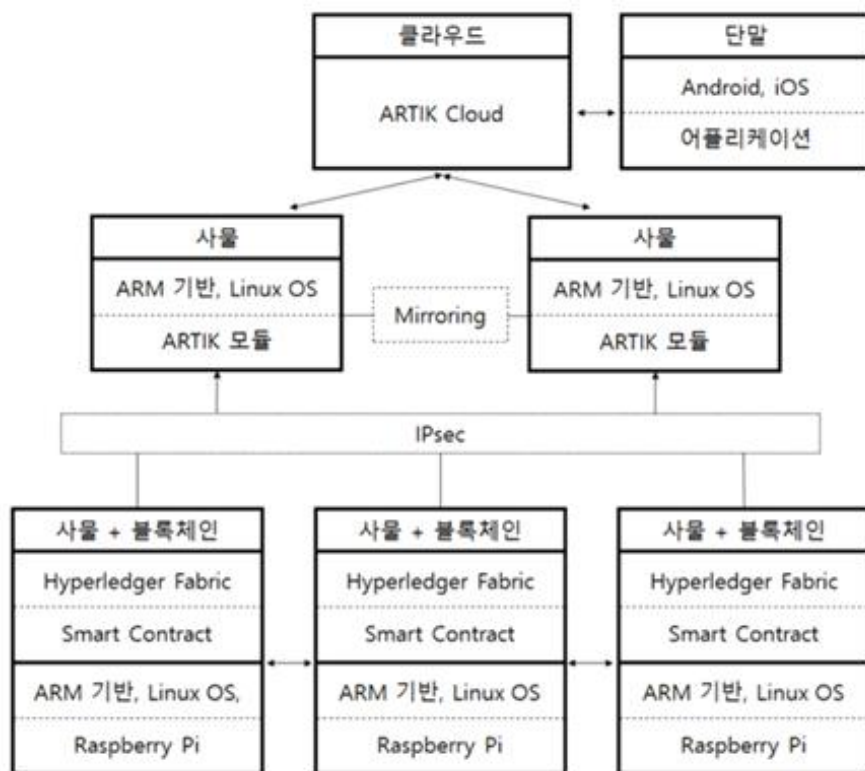 클라우드
ARTIK Cloud
단말
Android, iOS
어플리케이션
사물
ARM 기반, Linux OS
ARTIK 모듈
Mirroring
사물
ARM 기반, Linux OS
ARTIK 모듈
IPsec
사물 + 블록체인
Hyperledger Fabric
Smart Contract
ARM 기반, Linux OS,
Raspberry Pi
사물 + 블록체인
Hyperledger Fabric
Smart Contract
ARM 기반, Linux OS
Raspberry Pi
사물 + 블록체인
Hyperledger Fabric
Smart Contract
ARM 기반, Linux OS
Raspberry Pi